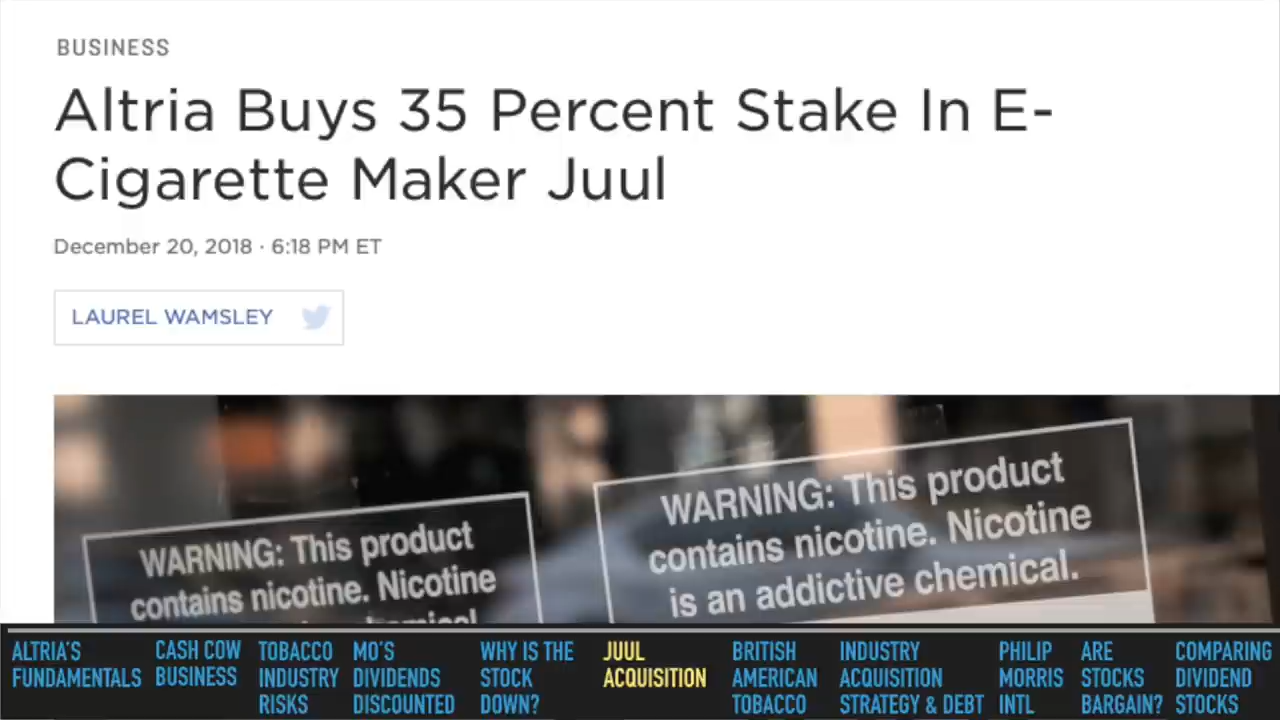 BUSINESS
Altria Buys 35 Percent Stake In E-
Cigarette Maker Juul
December 20, 2018 · 6:18 PM ET
LAUREL WAMSLEY
WARNING: This product
contains nicotine. Nicotine
WARNING: This product
contains nicotine. Nicotine
is an addictive chemical.
ALTRIA'S
FUNDAMENTALS
CASH COW
BUSINESS
TOBACCO
INDUSTRY
RISKS
MO'S
DIVIDENDS
DISCOUNTED
WHY IS THE
STOCK
DOWN?
JUUL
ACQUISITION
BRITISH
AMERICAN
TOBACCO
INDUSTRY
ACQUISITION
STRATEGY & DEBT
PHILIP
MORRIS
INTL
ARE
STOCKS
BARGAIN?
COMPARING
DIVIDEND
STOCKS